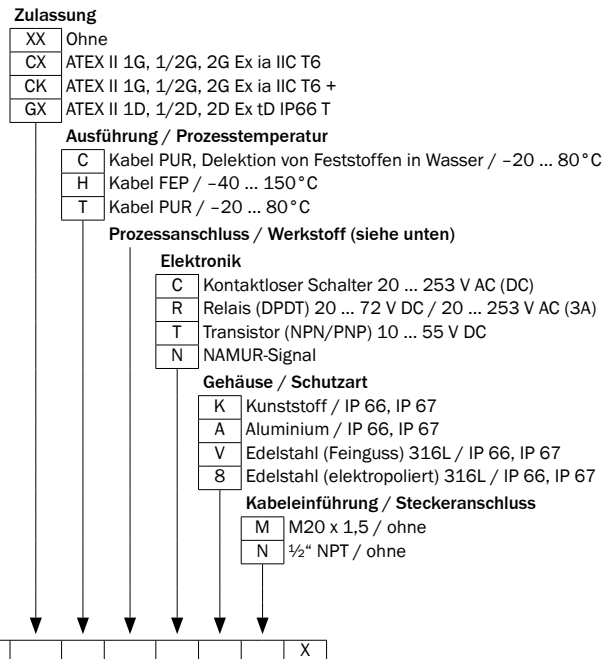 Zulassung
XX Ohne
CX ATEX II 1G, 1/2G, 2G Ex ia IIC T6
CK ATEX II 1G, 1/2G, 2G Ex ia IIC T6 +
GX ATEX II 1D, 1/2D, 2D Ex tD IP66 T
Ausführung / Prozesstemperatur
C Kabel PUR, Delektion von Feststoffen in Wasser / –20 ... 80°C
H Kabel FEP / –40 ... 150°C
T Kabel PUR / –20 ... 80°C
Prozessanschluss / Werkstoff (siehe unten)
Elektronik
C Kontaktloser Schalter 20 ... 253 V AC (DC)
R Relais (DPDT) 20 ... 72 V DC / 20 ... 253 V AC (3A)
T Transistor (NPN/PNP) 10 ... 55 V DC
N NAMUR-Signal
Gehäuse / Schutzart
K Kunststoff / IP 66, IP 67
A Aluminium / IP 66, IP 67
V Edelstahl (Feinguss) 316L / IP 66, IP 67
8 Edelstahl (elektropoliert) 316L / IP 66, IP 67
Kabeleinführung / Steckeranschluss
M M20 x 1,5 / ohne
N ½“ NPT / ohne
X